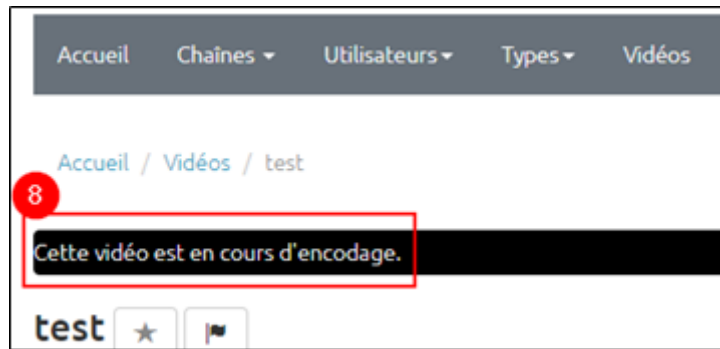 Accueil Chaînes Utilisateurs Types Vidéos
Accueil / Vidéos / test
8
Cette vidéo est en cours d'encodage.
test